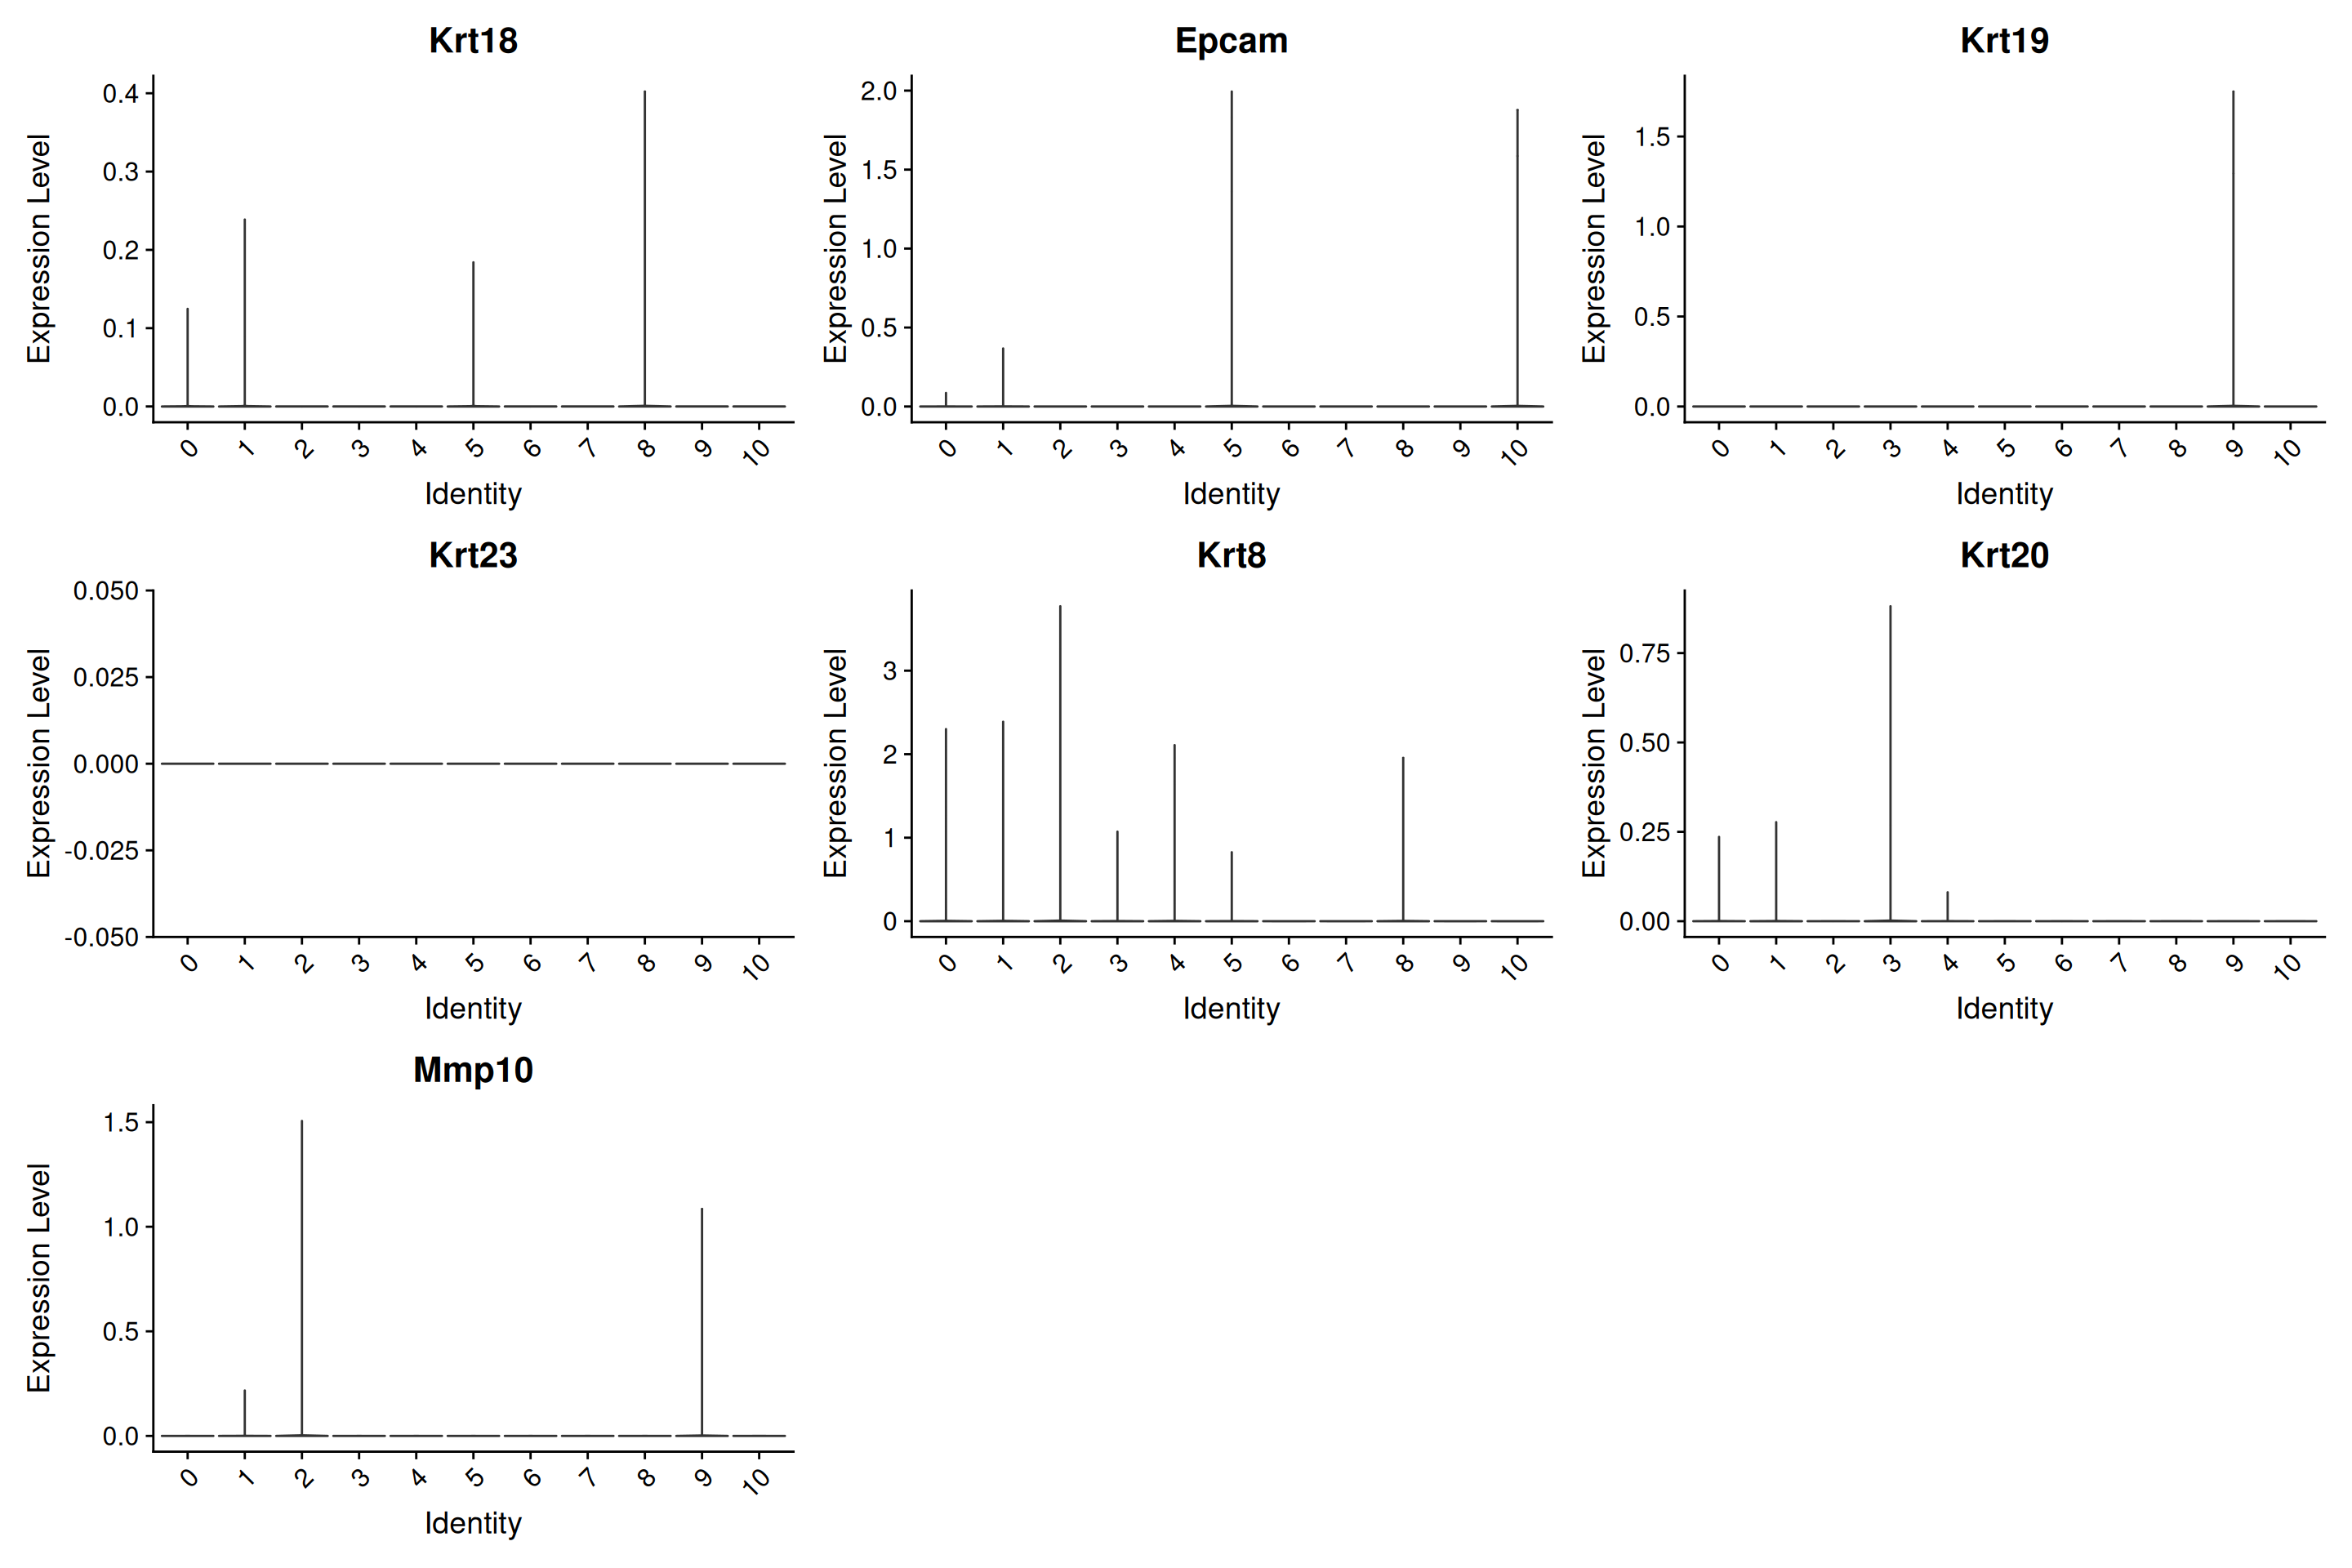 Krt18
Expression Level
0.4
0.3
0.2
0.1
0.0
0 1 2 3 4 5 6 7 8 9 10
Identity
Epcam
Expression Level
2.0
1.5
1.0
0.5
0.0
0 1 2 3 4 5 6 7 8 9 10
Identity
Krt19
Expression Level
1.5
1.0
0.5
0.0
0 1 2 3 4 5 6 7 8 9 10
Identity
Krt23
Expression Level
0.050
0.025
0.000
-0.025
-0.050
0 1 2 3 4 5 6 7 8 9 10
Identity
Krt8
Expression Level
3
2
1
0
0 1 2 3 4 5 6 7 8 9 10
Identity
Krt20
Expression Level
0.75
0.50
0.25
0.00
0 1 2 3 4 5 6 7 8 9 10
Identity
Mmp10
Expression Level
1.5
1.0
0.5
0.0
0 1 2 3 4 5 6 7 8 9 10
Identity